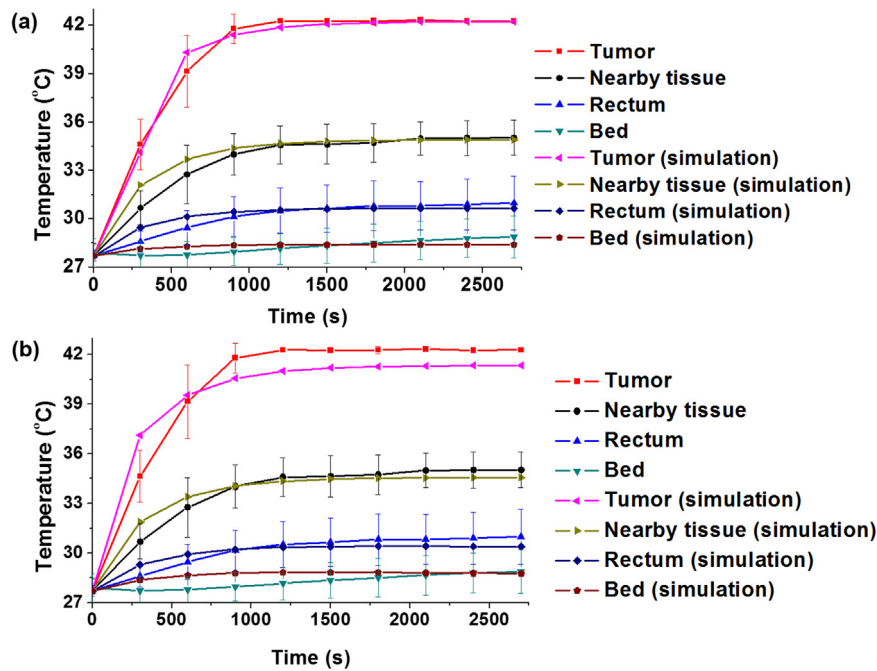 (a)
Temperature (°C)
42
39
36
33
30
27
0
500
1000
1500
2000
2500
Time (s)
Tumor
Nearby tissue
Rectum
Bed
Tumor (simulation)
Nearby tissue (simulation)
Rectum (simulation)
Bed (simulation)
(b)
Temperature (°C)
42
39
36
33
30
27
0
500
1000
1500
2000
2500
Time (s)
Tumor
Nearby tissue
Rectum
Bed
Tumor (simulation)
Nearby tissue (simulation)
Rectum (simulation)
Bed (simulation)